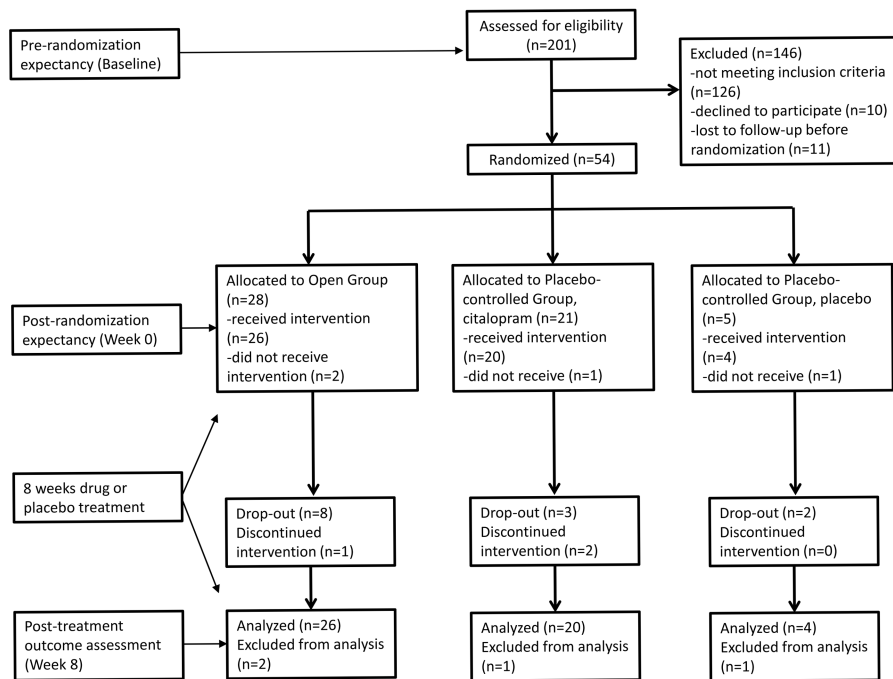 Pre-randomization
expectancy (Baseline)
Assessed for eligibility
(n=201)
Excluded (n=146)
-not meeting inclusion criteria
(n=126)
-declined to participate (n=10)
-lost to follow-up before
randomization (n=11)
Randomized (n=54)
Post-randomization
expectancy (Week 0)
Allocated to Open Group
(n=28)
-received intervention
(n=26)
-did not receive
intervention (n=2)
Allocated to Placebo-
controlled Group,
citalopram (n=21)
-received intervention
(n=20)
-did not receive (n=1)
Allocated to Placebo-
controlled Group, placebo
(n=5)
-received intervention
(n=4)
-did not receive (n=1)
8 weeks drug or
placebo treatment
Drop-out (n=8)
Discontinued
intervention (n=1)
Drop-out (n=3)
Discontinued
intervention (n=2)
Drop-out (n=2)
Discontinued
intervention (n=0)
Post-treatment
outcome assessment
(Week 8)
Analyzed (n=26)
Excluded from analysis
(n=2)
Analyzed (n=20)
Excluded from analysis
(n=1)
Analyzed (n=4)
Excluded from analysis
(n=1)